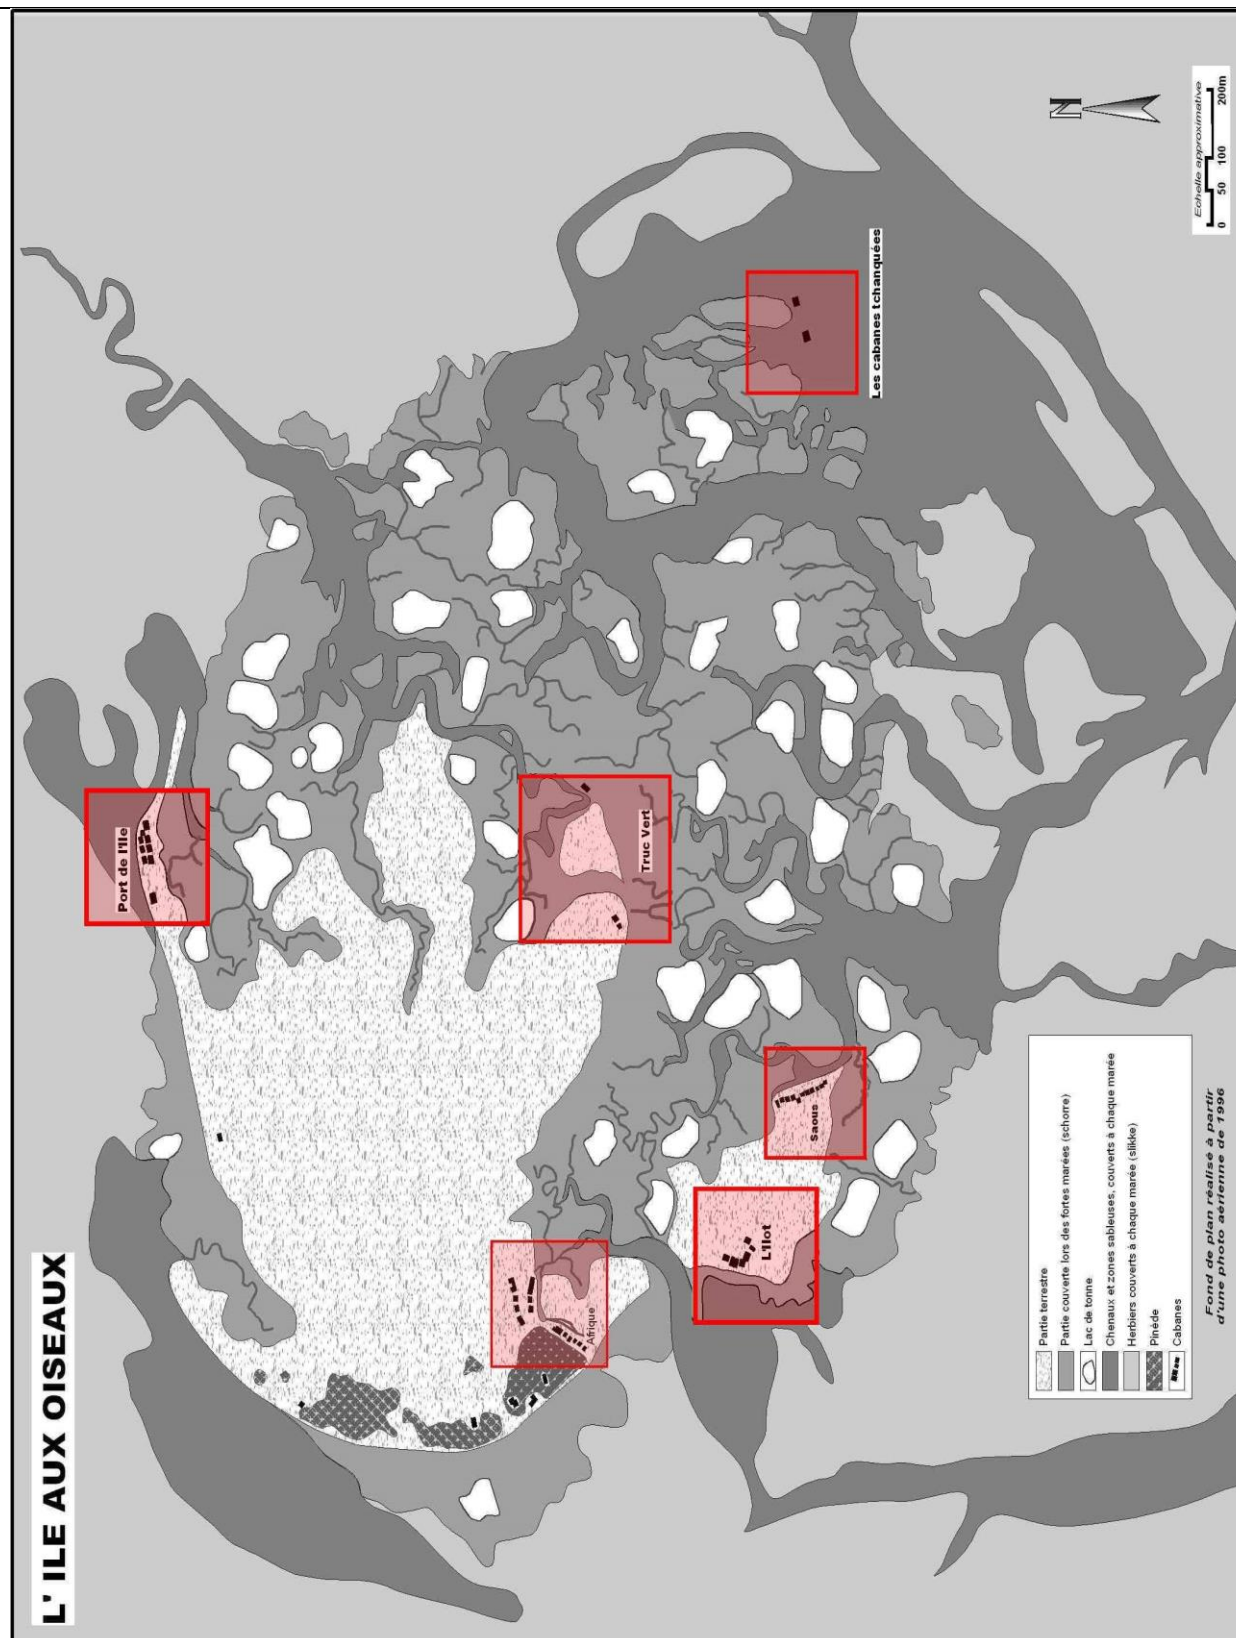 L' ILE AUX OISEAUX
Port de l'Ile
Truc Vert
Les cabanes tchanquées
Afrique
L'Ilot
Saous
N
Echelle approximative
0 50 100 200m
Partie terrestre
Partie couverte lors des fortes marées (schorre)
Lac de tonne
Chenaux et zones sableuses, couverts à chaque marée
Herbiers couverts à chaque marée (slikke)
Pinède
Cabanes
Fond de plan réalisé à partir
d'une photo aérienne de 1996